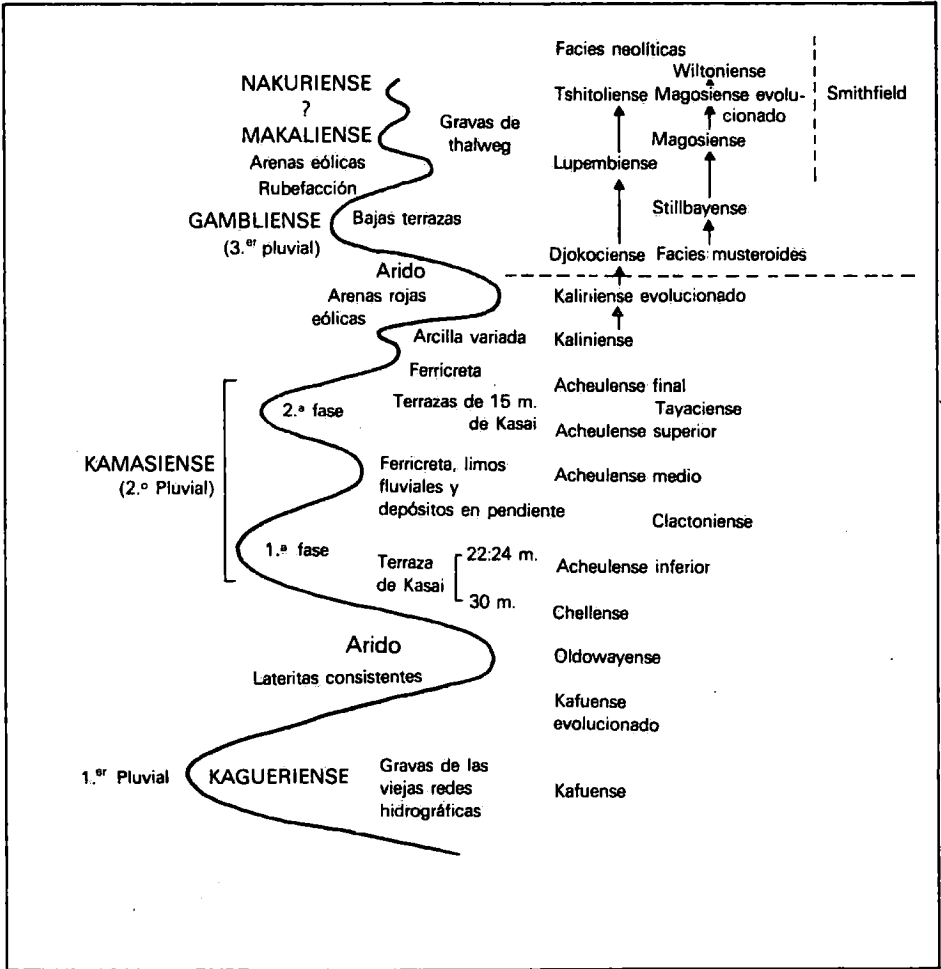 Facies neolíticas
Wiltoniense
NAKURIENSE
Tshitoliense
Magosiense evolu-
cionado
Smithfield
?
Gravas de
thalweg
MAKALIENSE
Magosiense
Arenas eólicas
Lupembiense
Rubefacción
Stillbayense
GAMBLIENSE
Bajas terrazas
(3.er pluvial)
Djokociense
Facies musteroides
Arido
Arenas rojas
eólicas
Kaliniense evolucionado
Arcilla variada
Kaliniense
Ferricreta
Acheulense final
2.ª fase
Terrazas de 15 m.
de Kasai
Tayaciense
Acheulense superior
KAMASIENSE
(2.º Pluvial)
Ferricreta, limos
fluviales y
depósitos en pendiente
Acheulense medio
Clactoniense
1.ª fase
Terraza
de Kasai
22:24 m.
30 m.
Acheulense inferior
Chellense
Arido
Oldowayense
Lateritas consistentes
Kafuense
evolucionado
1.er Pluvial
KAGUERIENSE
Gravas de las
viejas redes
hidrográficas
Kafuense